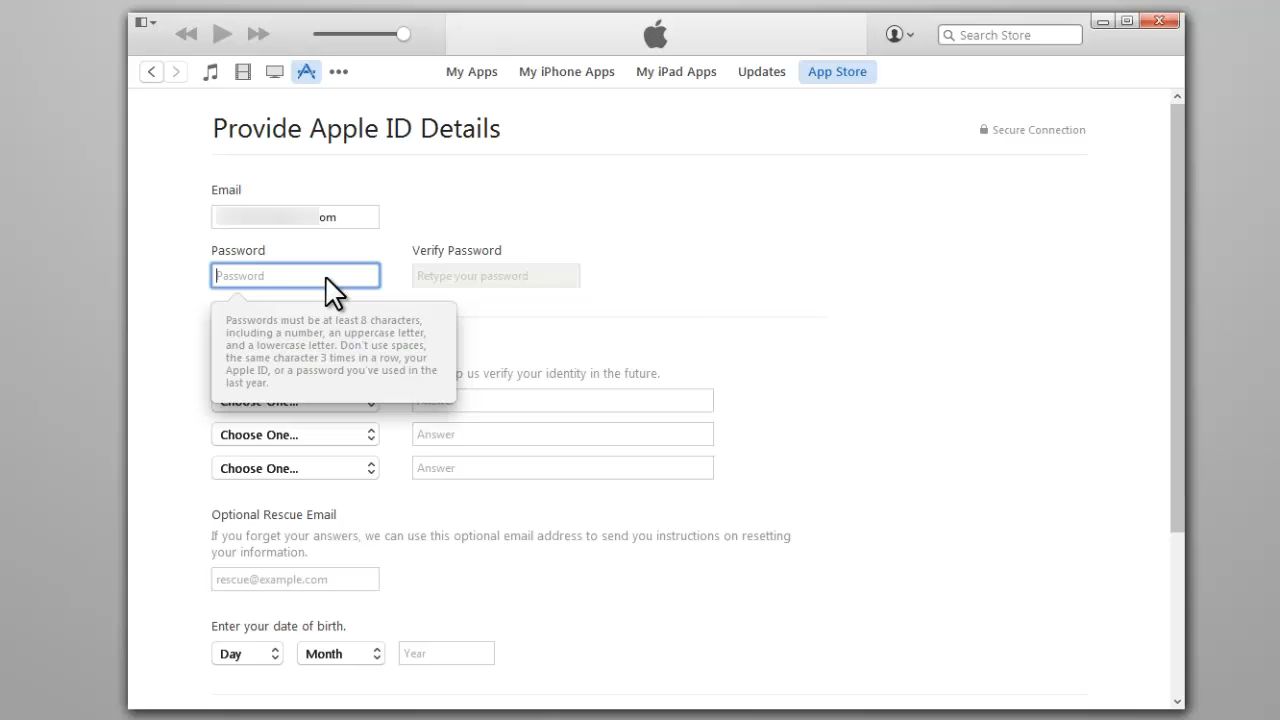 Search Store
My Apps
My iPhone Apps
My iPad Apps
Updates
App Store
Provide Apple ID Details
Secure Connection
Email
om
Password
Verify Password
Password
Retype your password
Passwords must be at least 8 characters,
including a number, an uppercase letter,
and a lowercase letter. Don't use spaces,
the same character 3 times in a row, your
Apple ID, or a password you've used in the
last year.
p us verify your identity in the future.
Choose One...
Choose One...
Answer
Choose One...
Answer
Optional Rescue Email
If you forget your answers, we can use this optional email address to send you instructions on resetting
your information.
rescue@example.com
Enter your date of birth.
Day
Month
Year